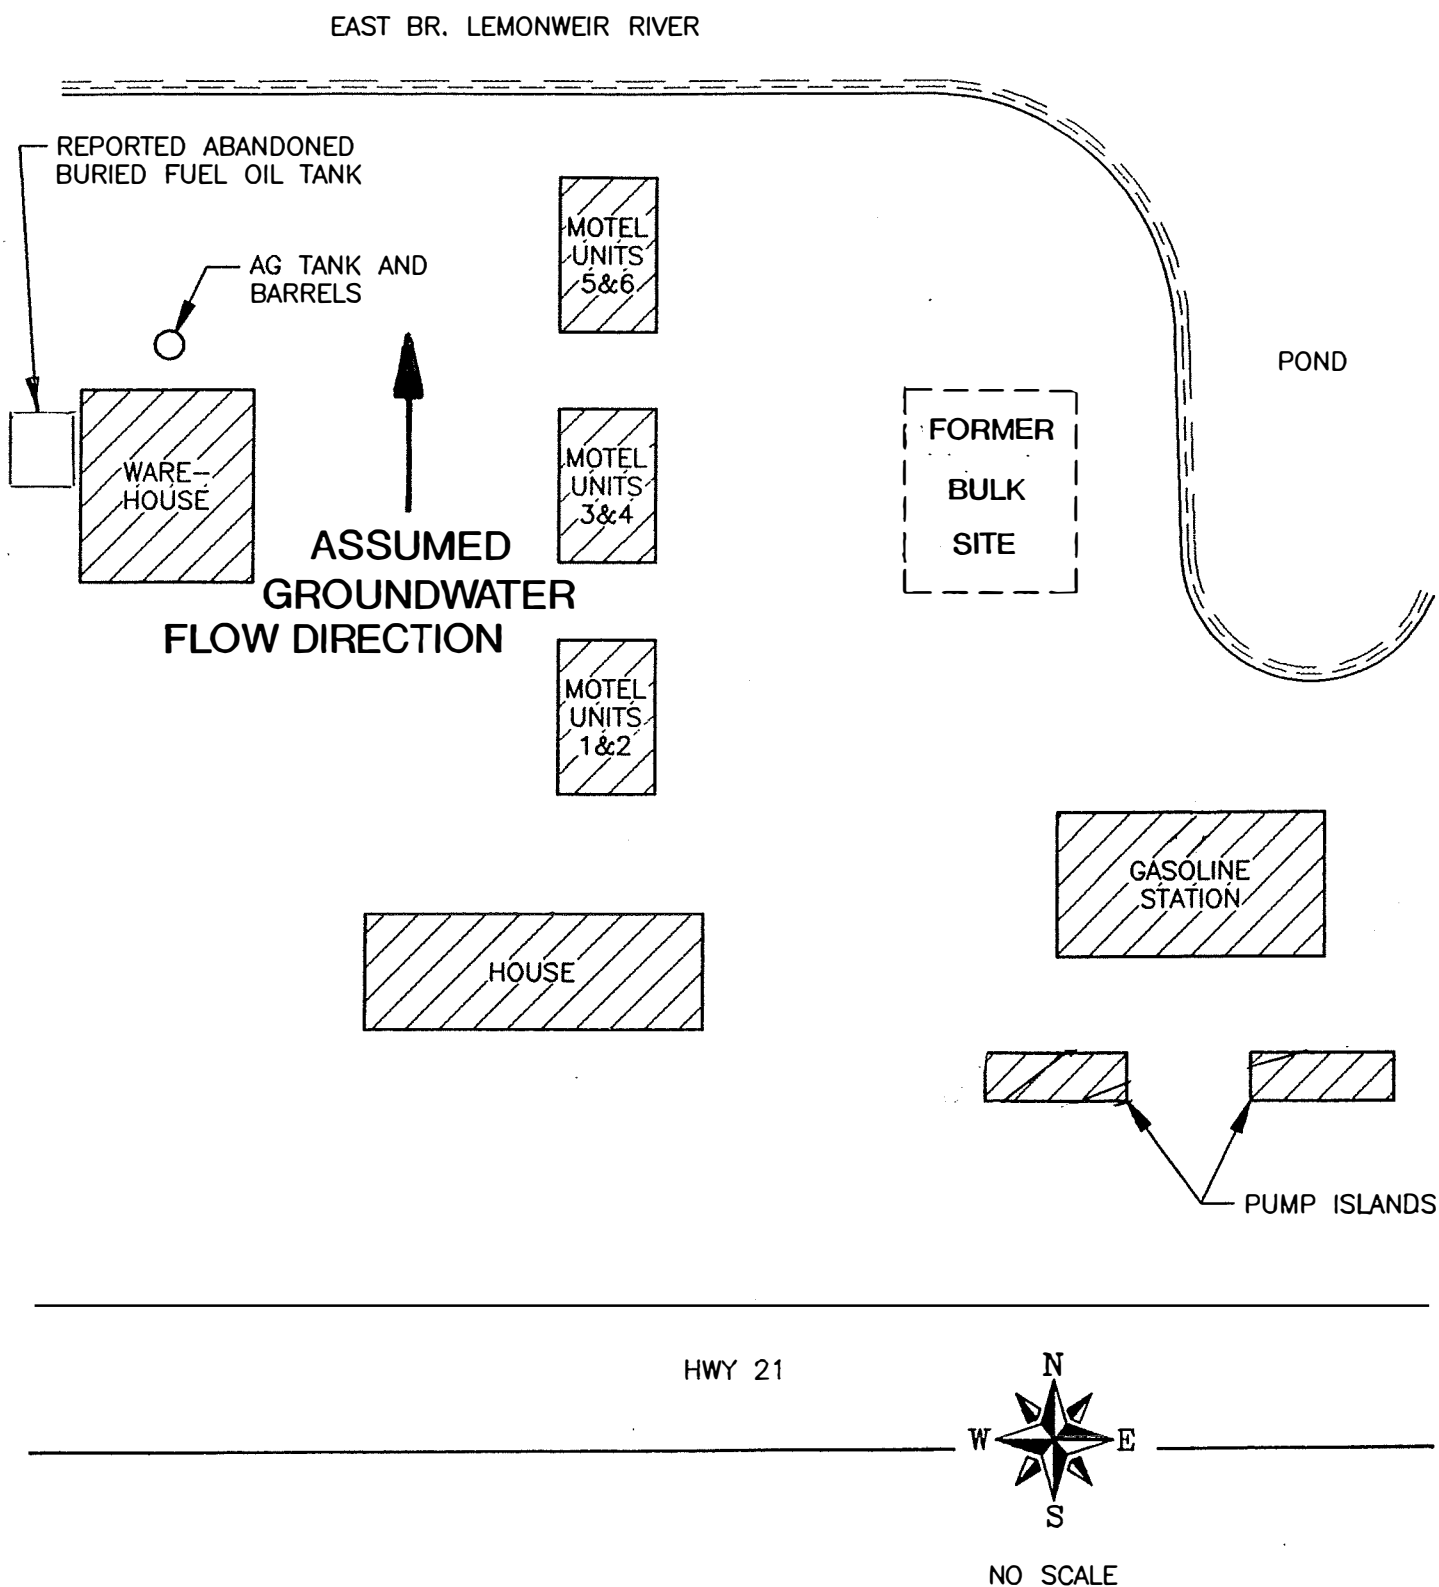 EAST BR. LEMONWEIR RIVER
REPORTED ABANDONED
BURIED FUEL OIL TANK
AG TANK AND
BARRELS
MOTEL
UNITS
5&6
POND
WARE-
HOUSE
MOTEL
UNITS
3&4
FORMER
BULK
SITE
ASSUMED
GROUNDWATER
FLOW DIRECTION
MOTEL
UNITS
1&2
GASOLINE
STATION
HOUSE
PUMP ISLANDS
HWY 21
N
W E
S
NO SCALE